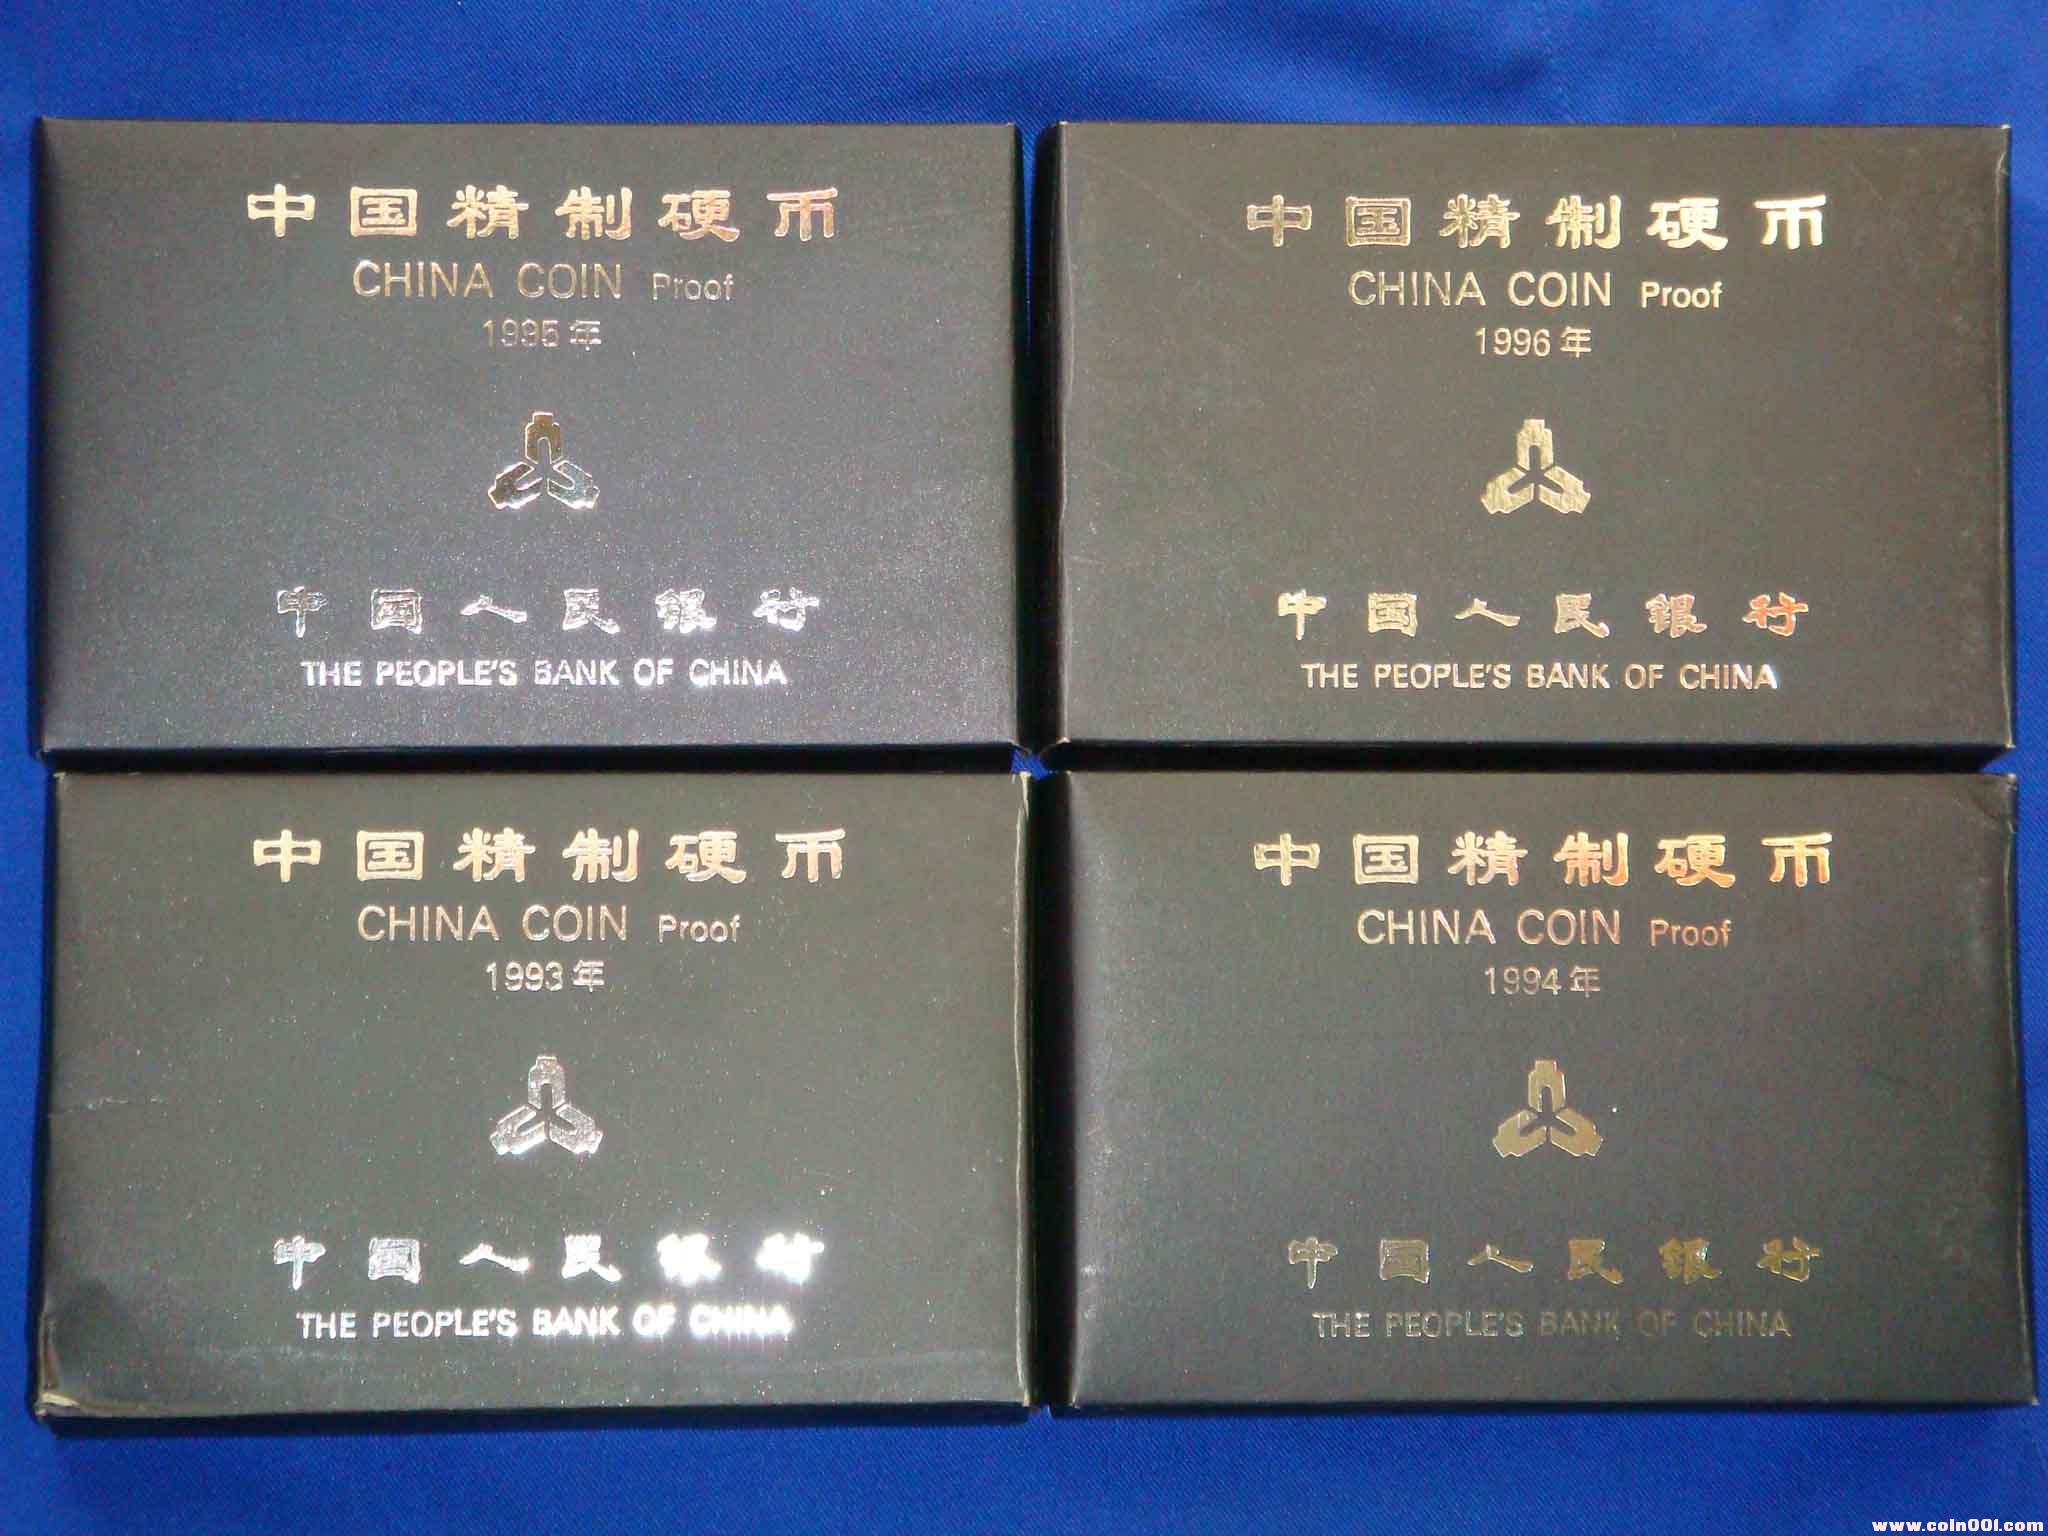 中国精制硬币
CHINA COIN Proof
1995年
中国人民银行
THE PEOPLE'S BANK OF CHINA
中国精制硬币
CHINA COIN Proof
1996年
中国人民银行
THE PEOPLE'S BANK OF CHINA
中国精制硬币
CHINA COIN Proof
1993年
中国人民银行
THE PEOPLE'S BANK OF CHINA
中国精制硬币
CHINA COIN Proof
1994年
中国人民银行
THE PEOPLE'S BANK OF CHINA
www.coin001.com